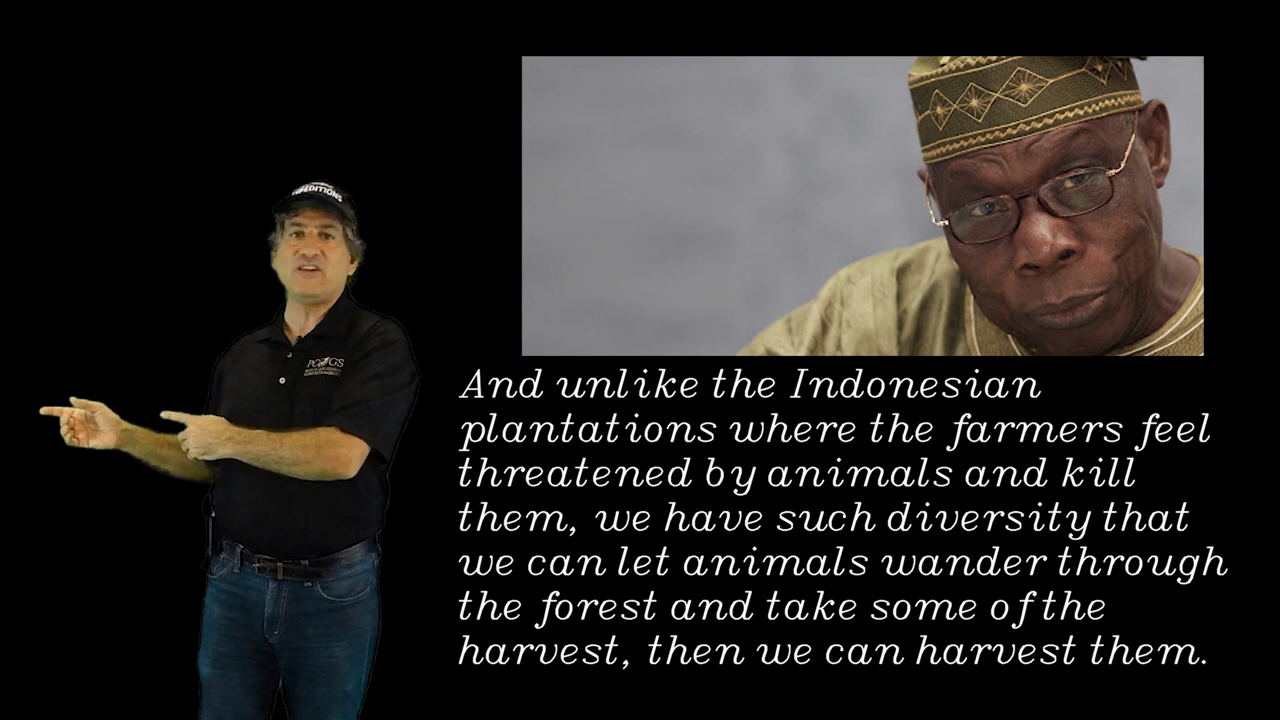 And unlike the Indonesian
plantations where the farmers feel
threatened by animals and kill
them, we have such diversity that
we can let animals wander through
the forest and take some of the
harvest, then we can harvest them.